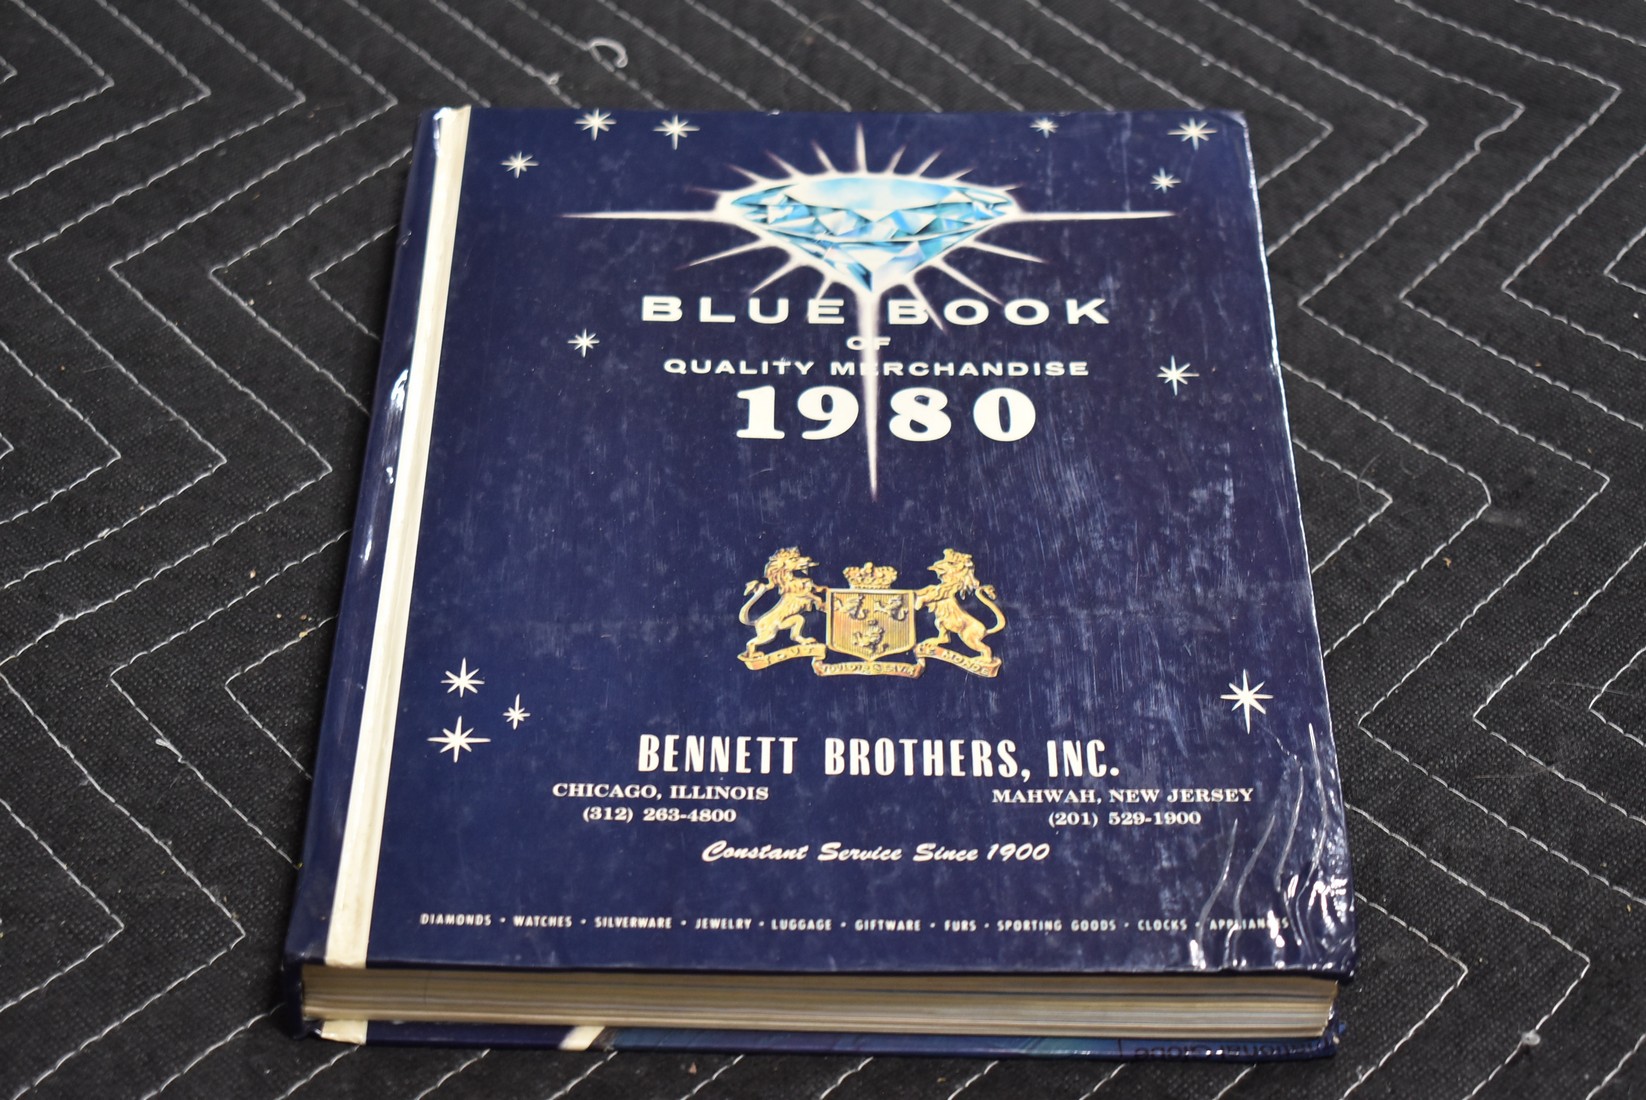 BLUE BOOK
OF
QUALITY MERCHANDISE
1980
BENNETT BROTHERS, INC.
CHICAGO, ILLINOIS
(312) 263-4800
MAHWAH, NEW JERSEY
(201) 529-1900
Constant Service Since 1900
DIAMONDS • WATCHES • SILVERWARE • JEWELRY • LUGGAGE • GIFTWARE • FURS • SPORTING GOODS • CLOCKS • APPLIANCES